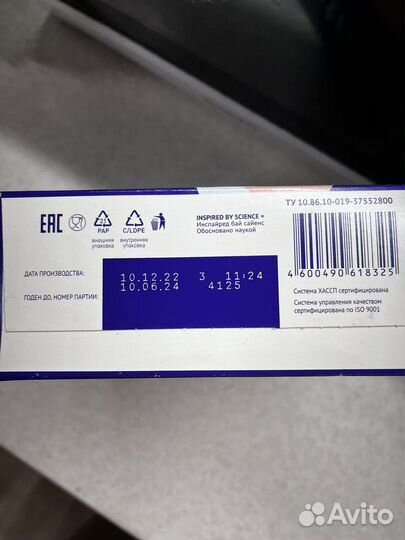 ТУ 10.86.10-019-37552800
EAC
21
PAP
C/LDPE
внешняя
упаковка
внутренняя
упаковка
INSPIRED BY SCIENCE =
Инспайред бай сайенс
Обосновано наукой
ДАТА ПРОИЗВОДСТВА:
10.12.22 3 11:24
ГОДЕН ДО, НОМЕР ПАРТИИ:
10.06.24 4125
4 600490 618325
Система ХАССП сертифицирована
Система управления качеством
сертифицирована по ISO 9001
Avito